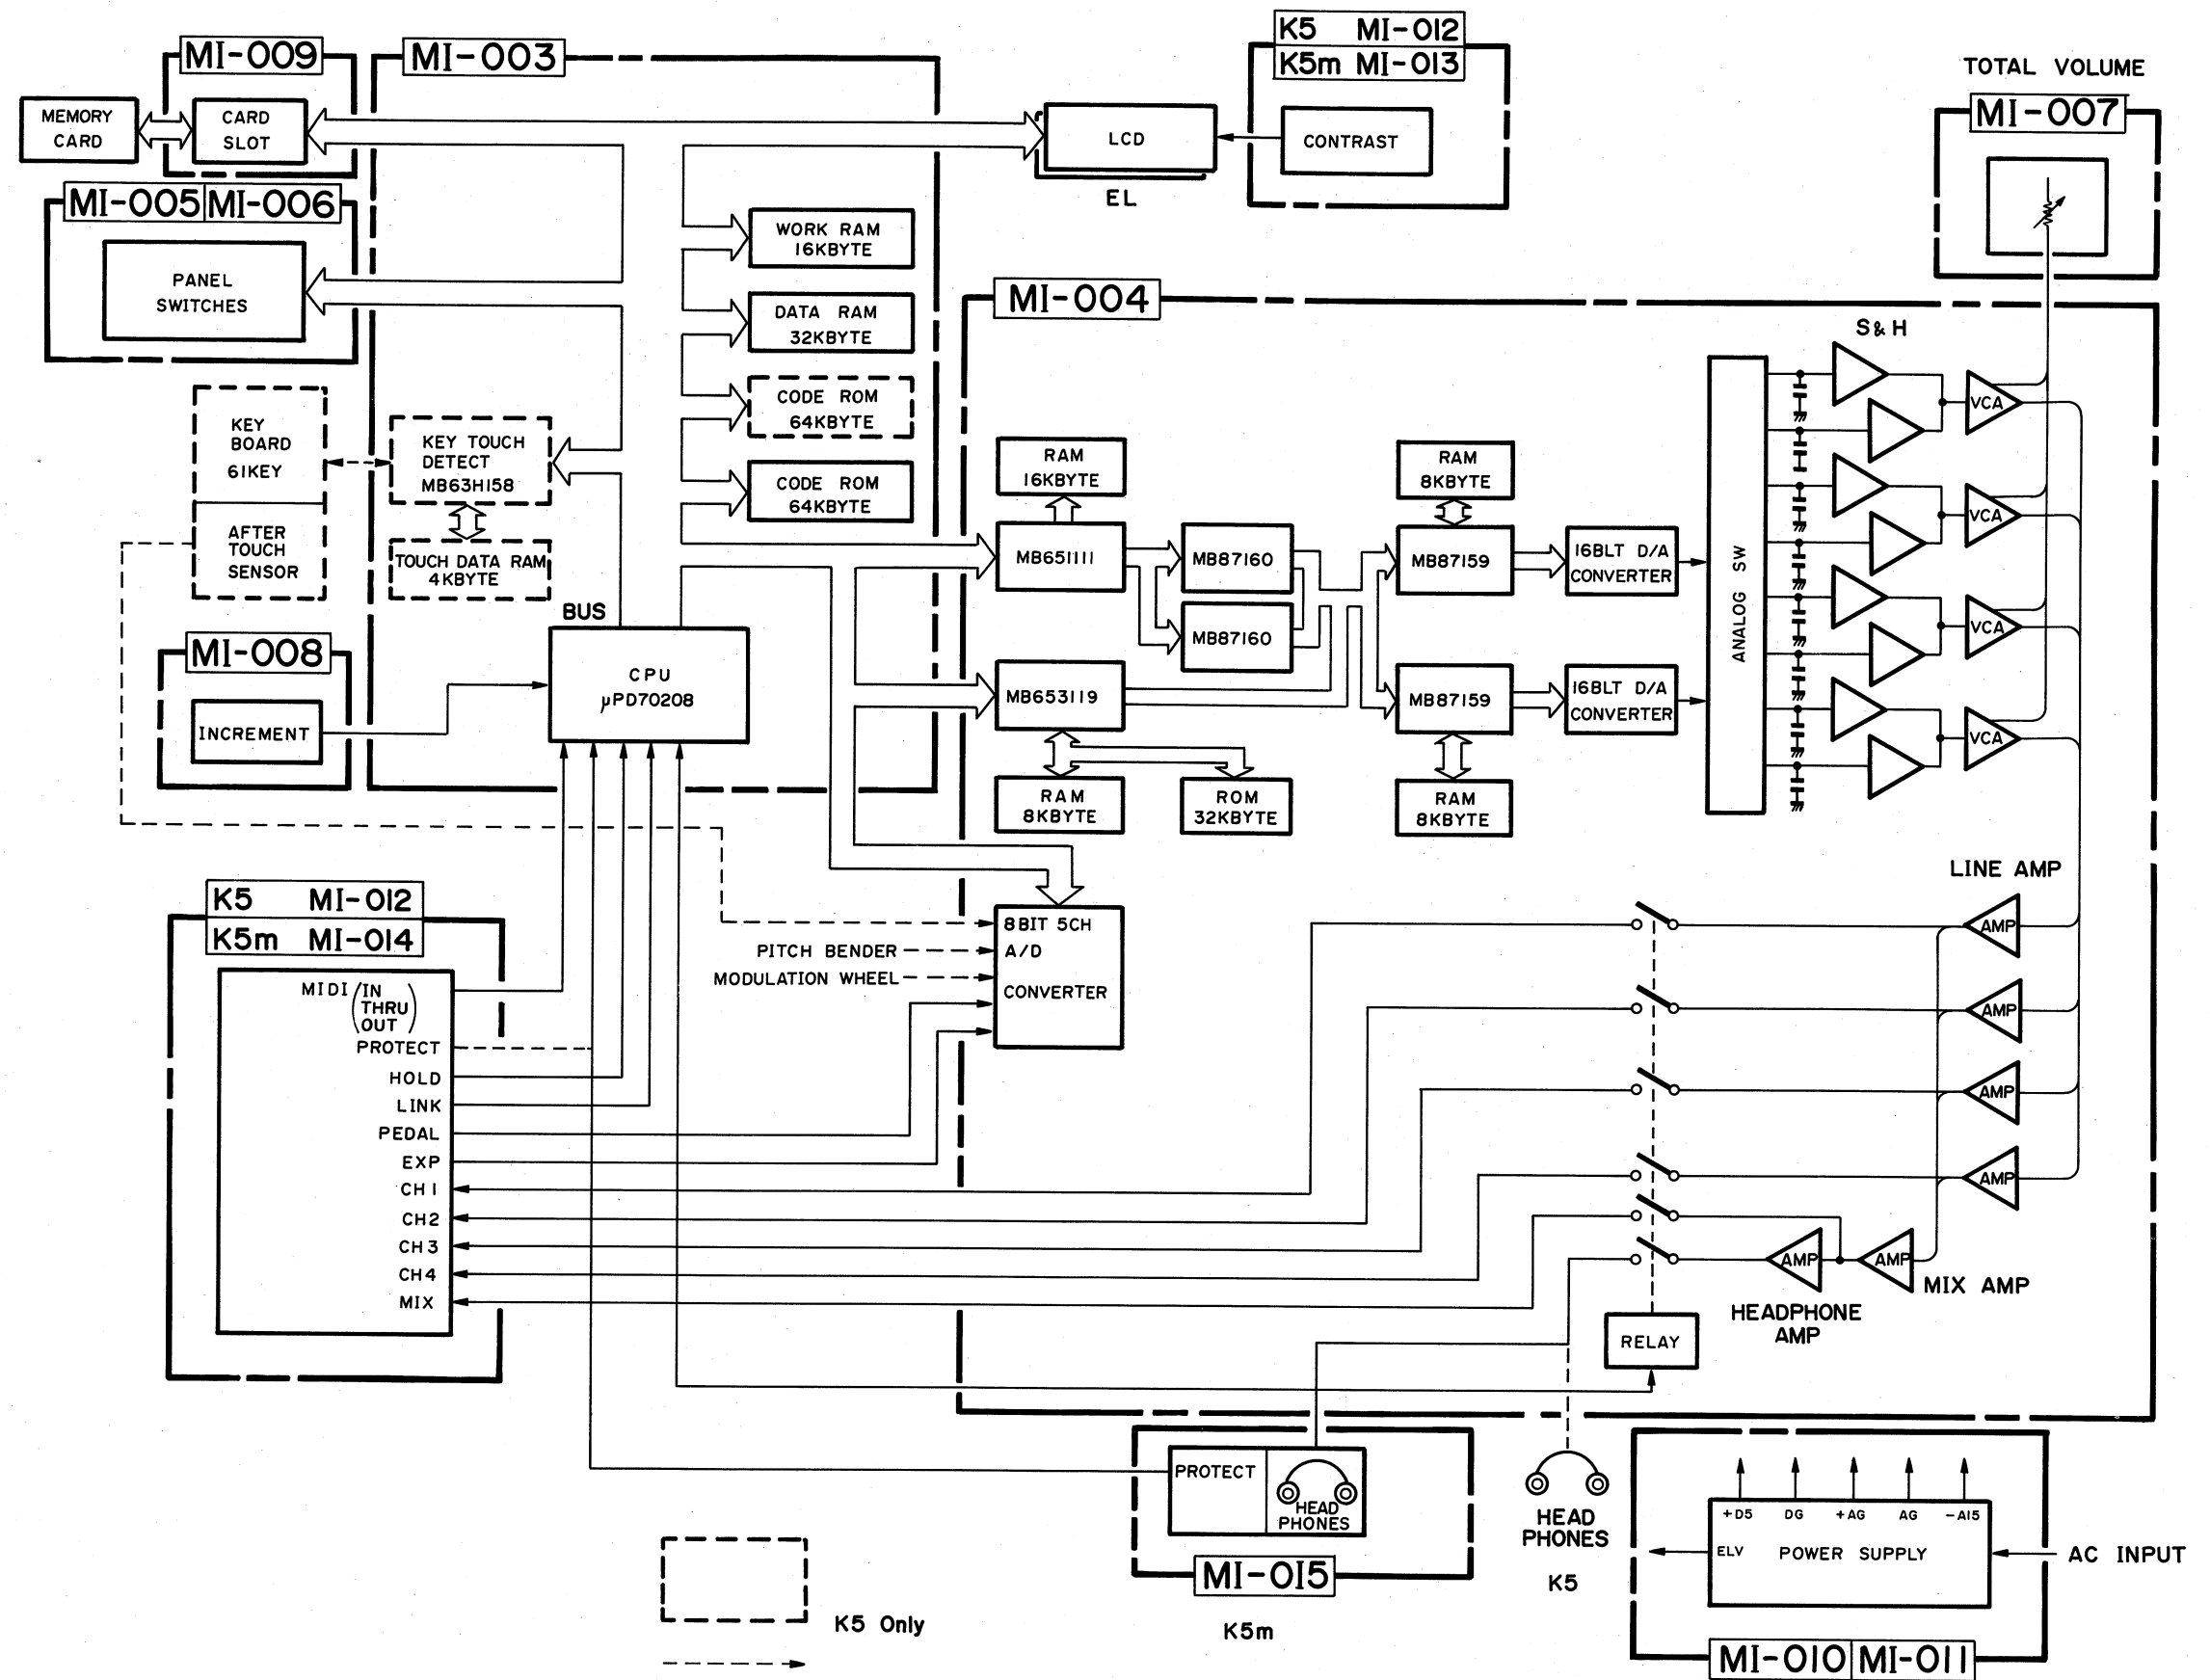 MI-009
MEMORY
CARD
CARD
SLOT
MI-003
K5 MI-012
K5m MI-013
LCD
EL
CONTRAST
TOTAL VOLUME
MI-007
MI-005 MI-006
PANEL
SWITCHES
WORK RAM
16KBYTE
DATA RAM
32KBYTE
CODE ROM
64KBYTE
CODE ROM
64KBYTE
KEY
BOARD
61KEY
AFTER
TOUCH
SENSOR
KEY TOUCH
DETECT
MB63H158
TOUCH DATA RAM
4KBYTE
BUS
CPU
μPD70208
MI-008
INCREMENT
MI-004
RAM
16KBYTE
MB651111
MB87160
MB87160
RAM
8KBYTE
MB87159
16BLT D/A
CONVERTER
MB653119
RAM
8KBYTE
ROM
32KBYTE
MB87159
RAM
8KBYTE
16BLT D/A
CONVERTER
ANALOG SW
S&H
VCA
VCA
VCA
VCA
K5 MI-012
K5m MI-014
MIDI (IN
THRU
OUT)
PROTECT
HOLD
LINK
PEDAL
EXP
CH1
CH2
CH3
CH4
MIX
PITCH BENDER
MODULATION WHEEL
8BIT 5CH
A/D
CONVERTER
LINE AMP
AMP
AMP
AMP
AMP
AMP
AMP
MIX AMP
HEADPHONE
AMP
RELAY
PROTECT
HEAD
PHONES
MI-015
K5m
HEAD
PHONES
K5
+D5 DG +AG AG -A15
ELV POWER SUPPLY
AC INPUT
MI-010 MI-011
K5 Only